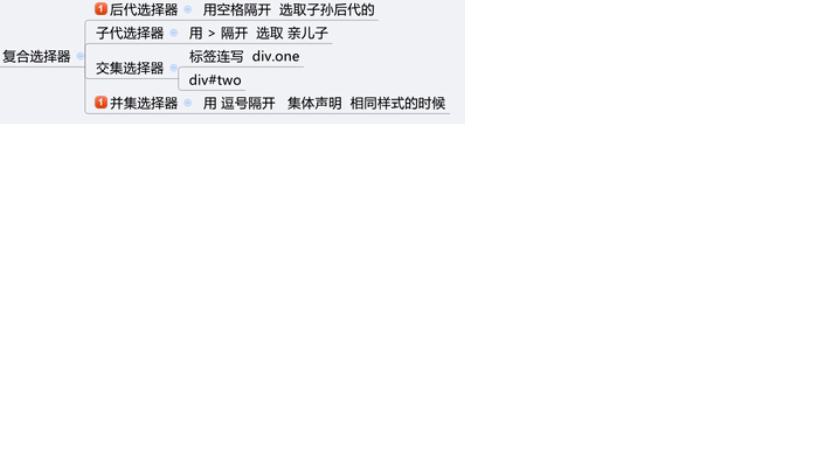 1 后代选择器 用空格隔开 选取子孙后代的
子代选择器 用 > 隔开 选取 亲儿子
复合选择器
标签连写 div.one
交集选择器
div#two
1 并集选择器 用 逗号隔开 集体声明 相同样式的时候